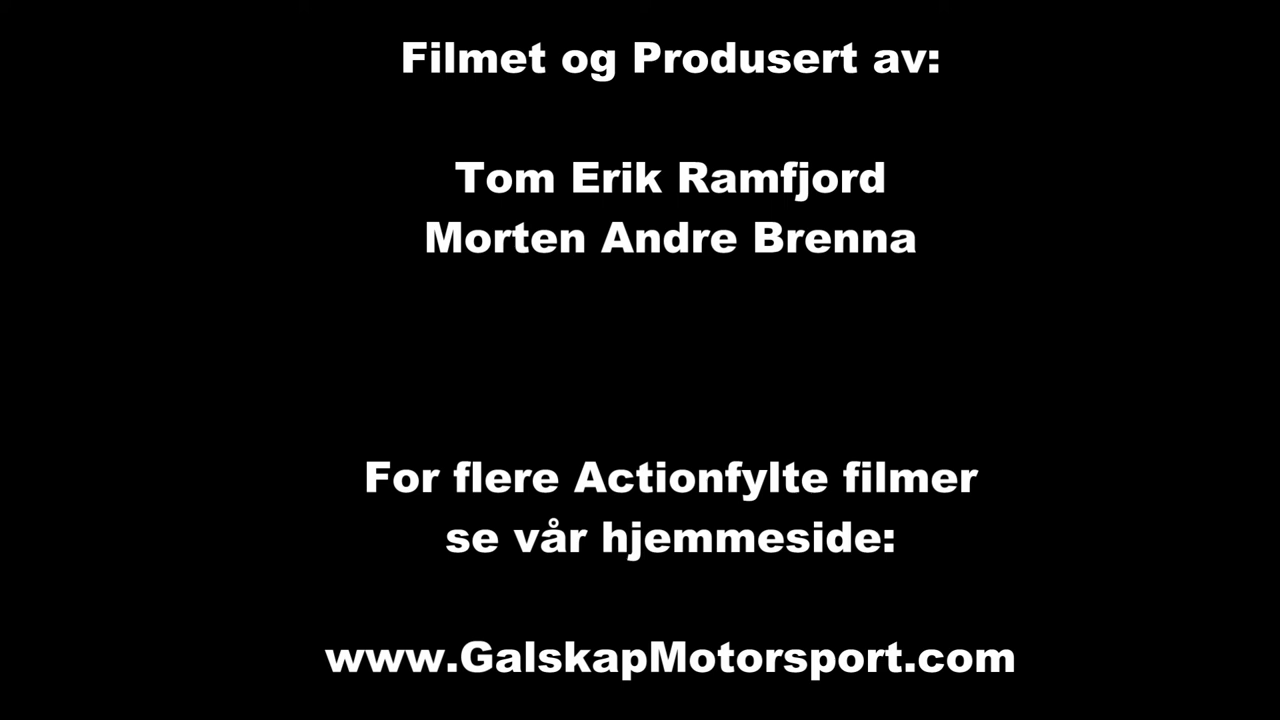 Filmet og Produsert av:
Tom Erik Ramfjord
Morten Andre Brenna
For flere Actionfylte filmer
se vår hjemmeside:
www.GalskapMotorsport.com